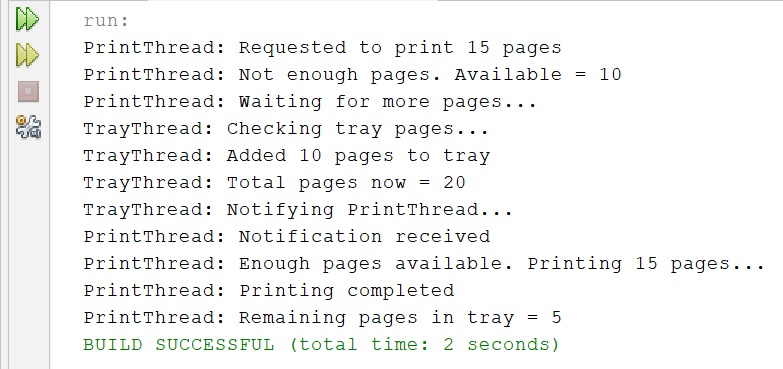 run:
PrintThread: Requested to print 15 pages
PrintThread: Not enough pages. Available = 10
PrintThread: Waiting for more pages...
TrayThread: Checking tray pages...
TrayThread: Added 10 pages to tray
TrayThread: Total pages now = 20
TrayThread: Notifying PrintThread...
PrintThread: Notification received
PrintThread: Enough pages available. Printing 15 pages...
PrintThread: Printing completed
PrintThread: Remaining pages in tray = 5
BUILD SUCCESSFUL (total time: 2 seconds)